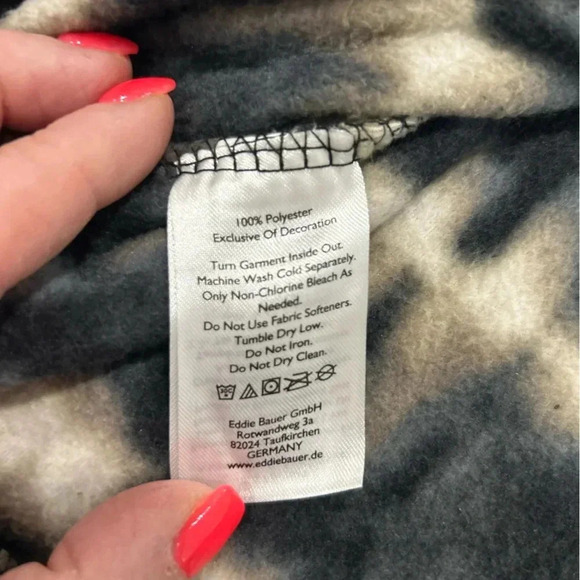 100% Polyester
Exclusive Of Decoration
Turn Garment Inside Out.
Machine Wash Cold Separately.
Only Non-Chlorine Bleach As
Needed.
Do Not Use Fabric Softeners.
Tumble Dry Low.
Do Not Iron.
Do Not Dry Clean.
Eddie Bauer GmbH
Rotwandweg 3a
82024 Taufkirchen
GERMANY
www.eddiebauer.de